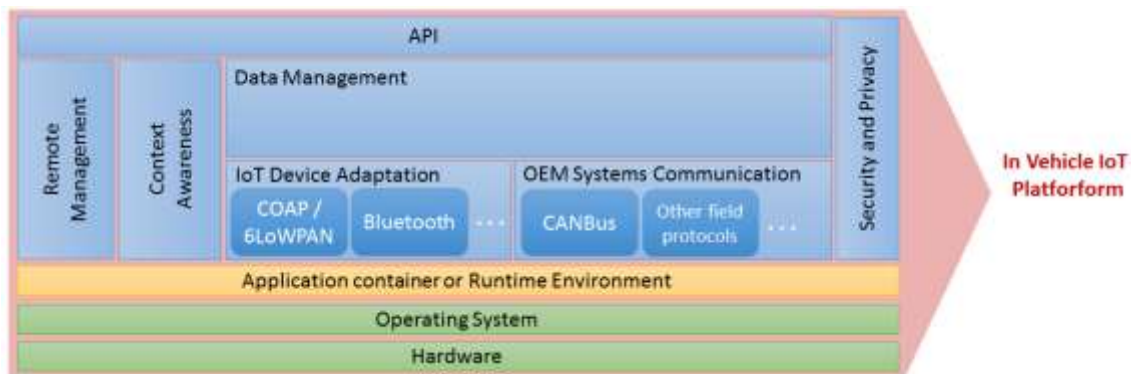 API
Remote
Management
Context
Awareness
Data Management
IoT Device Adaptation
COAP /
6LoWPAN
Bluetooth
...
OEM Systems Communication
CANBus
Other field
protocols
...
Security and Privacy
In Vehicle IoT
Platforform
Application container or Runtime Environment
Operating System
Hardware